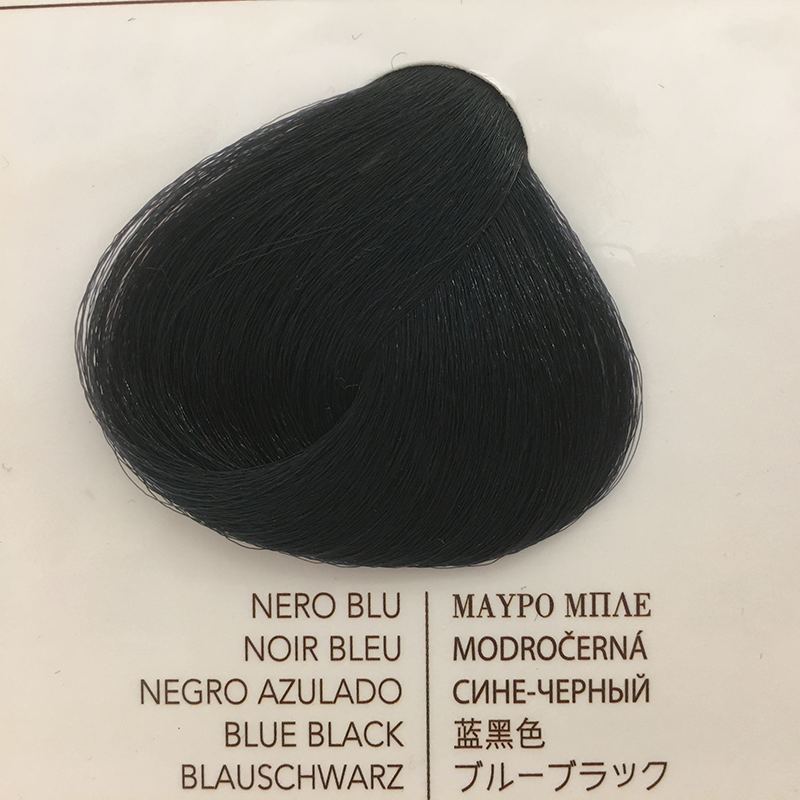 NERO BLU
NOIR BLEU
NEGRO AZULADO
BLUE BLACK
BLAUSCHWARZ
ΜΑΥΡΟ ΜΠΛΕ
MODROČERNÁ
СИНЕ-ЧЕРНЫЙ
蓝黑色
ブルーブラック